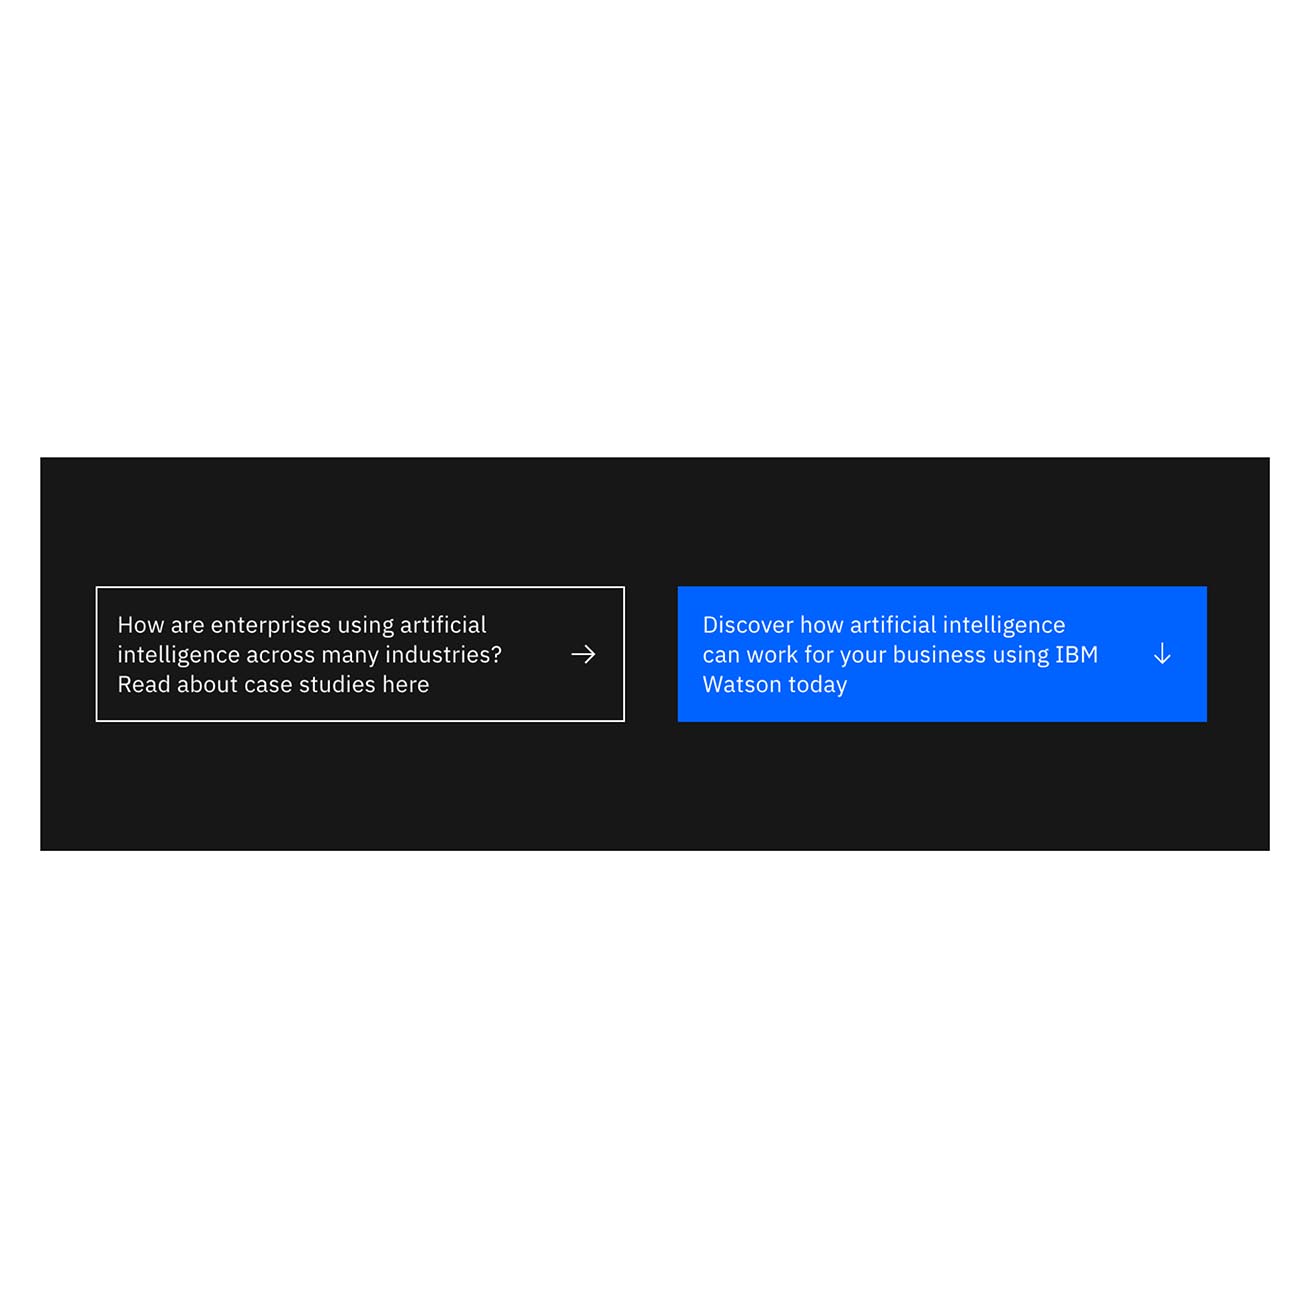 How are enterprises using artificial
intelligence across many industries?
Read about case studies here
Discover how artificial intelligence
can work for your business using IBM
Watson today